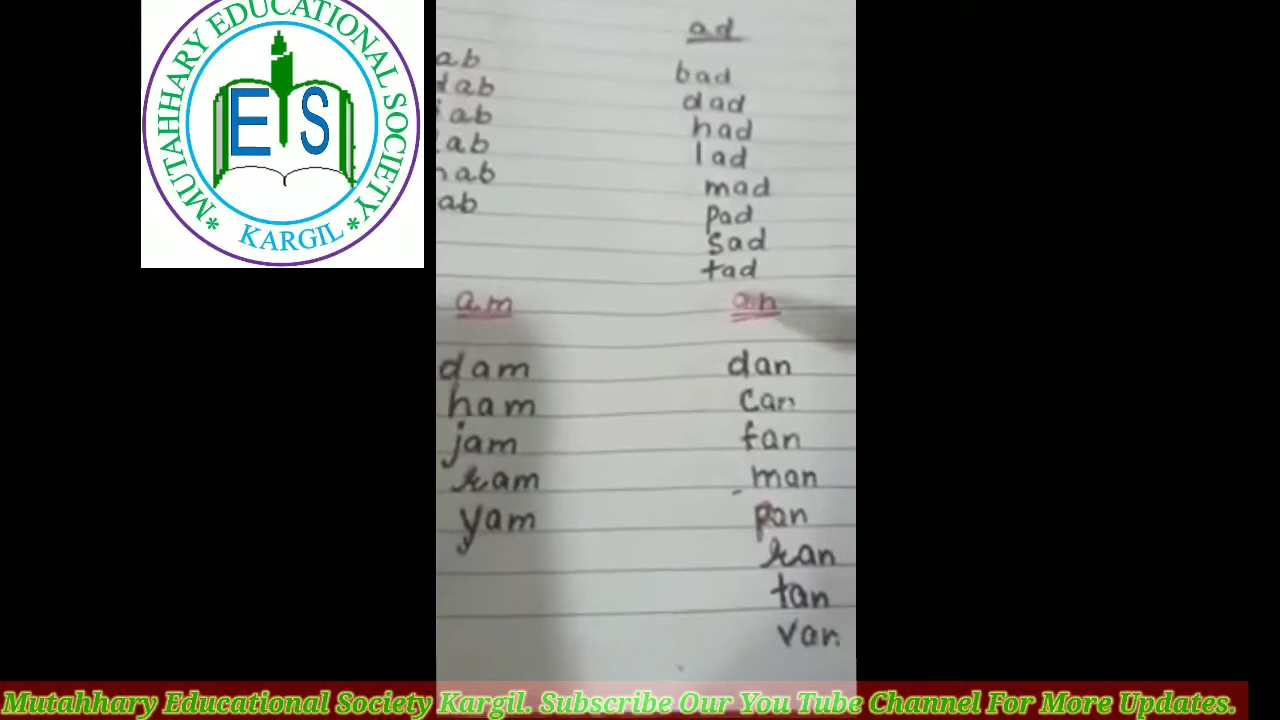 MUTAHHARY EDUCATIONAL SOCIETY
E S
* KARGIL *
ad
bad
dad
had
lad
mad
pad
sad
tad
ab
dab
ab
ab
ab
ab
am
dam
ham
jam
ram
yam
an
dan
can
fan
man
pan
ran
tan
van
Mutahhary Educational Society Kargil. Subscribe Our You Tube Channel For More Updates.